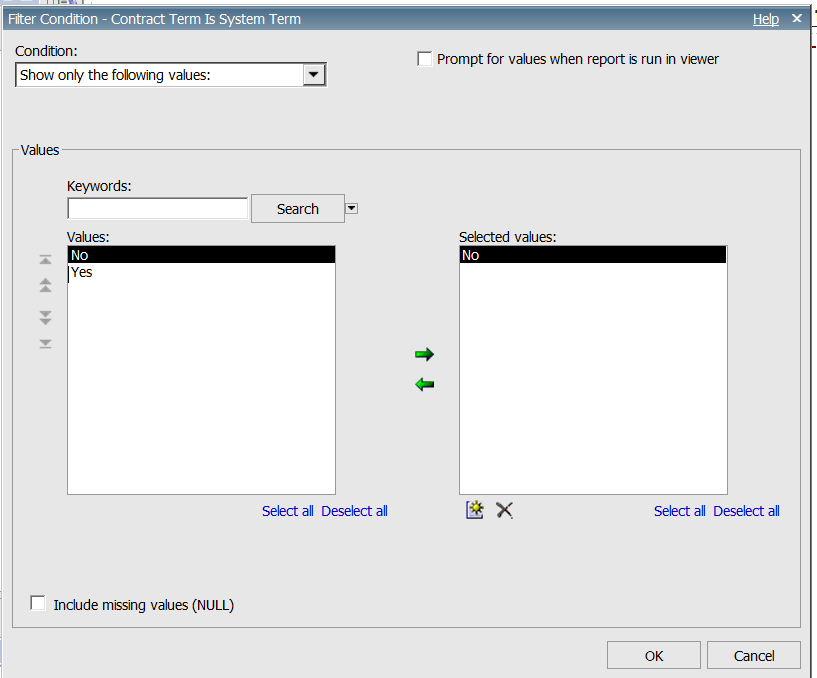 Filter Condition - Contract Term Is System Term
Help
Condition:
Show only the following values:
Prompt for values when report is run in viewer
Values
Keywords:
Search
Values:
No
Yes
Selected values:
No
Select all Deselect all
Select all Deselect all
Include missing values (NULL)
OK
Cancel